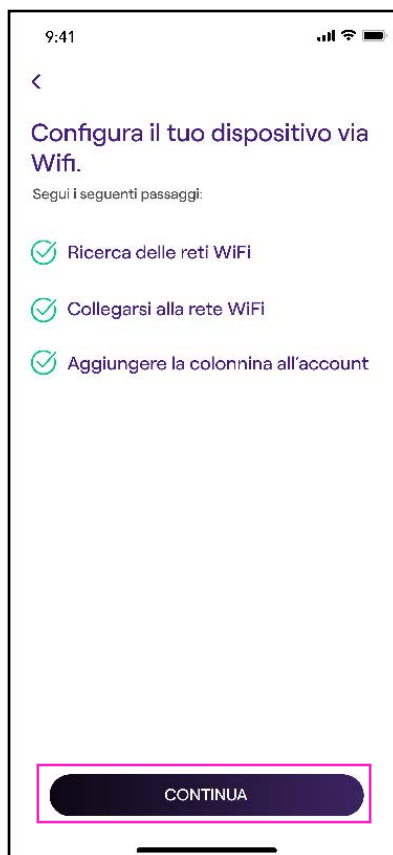 9:41
Configura il tuo dispositivo via
Wifi.
Segui i seguenti passaggi:
Ricerca delle reti WiFi
Collegarsi alla rete WiFi
Aggiungere la colonnina all'account
CONTINUA